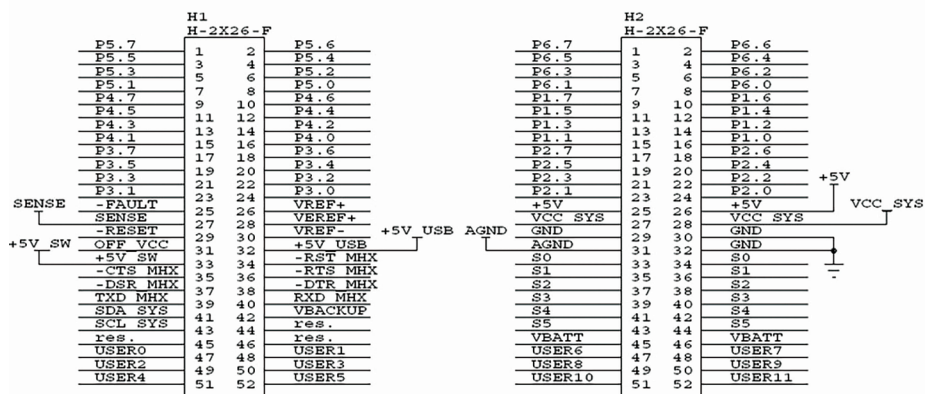 H1 H2
H-2X26-F H-2X26-F
P5.7 1 2 P5.6 P6.7 1 2 P6.6
P5.5 3 4 P5.4 P6.5 3 4 P6.4
P5.3 5 6 P5.2 P6.3 5 6 P6.2
P5.1 7 8 P5.0 P6.1 7 8 P6.0
P4.7 9 10 P4.6 P1.7 9 10 P1.6
P4.5 11 12 P4.4 P1.5 11 12 P1.4
P4.3 13 14 P4.2 P1.3 13 14 P1.2
P4.1 15 16 P4.0 P1.1 15 16 P1.0
P3.7 17 18 P3.6 P2.7 17 18 P2.6
P3.5 19 20 P3.4 P2.5 19 20 P2.4
P3.3 21 22 P3.2 P2.3 21 22 P2.2 +5V
P3.1 23 24 P3.0 P2.1 23 24 P2.0
SENSE -FAULT 25 26 VREF+ +5V 25 26 +5V VCC_SYS
SENSE 27 28 VEREF+ VCC_SYS 27 28 VCC_SYS
-RESET 29 30 VREF- +5V_USB AGND GND 29 30 GND
+5V_SW OFF_VCC 31 32 +5V_USB AGND 31 32 GND
+5V_SW 33 34 -RST_MHX S0 33 34 S0
-CTS_MHX 35 36 -RTS_MHX S1 35 36 S1
-DSR_MHX 37 38 -DTR_MHX S2 37 38 S2
TXD_MHX 39 40 RXD_MHX S3 39 40 S3
SDA_SYS 41 42 VBACKUP S4 41 42 S4
SCL_SYS 43 44 res. S5 43 44 S5
res. 45 46 res. VBATT 45 46 VBATT
USER0 47 48 USER1 USER6 47 48 USER7
USER2 49 50 USER3 USER8 49 50 USER9
USER4 51 52 USER5 USER10 51 52 USER11